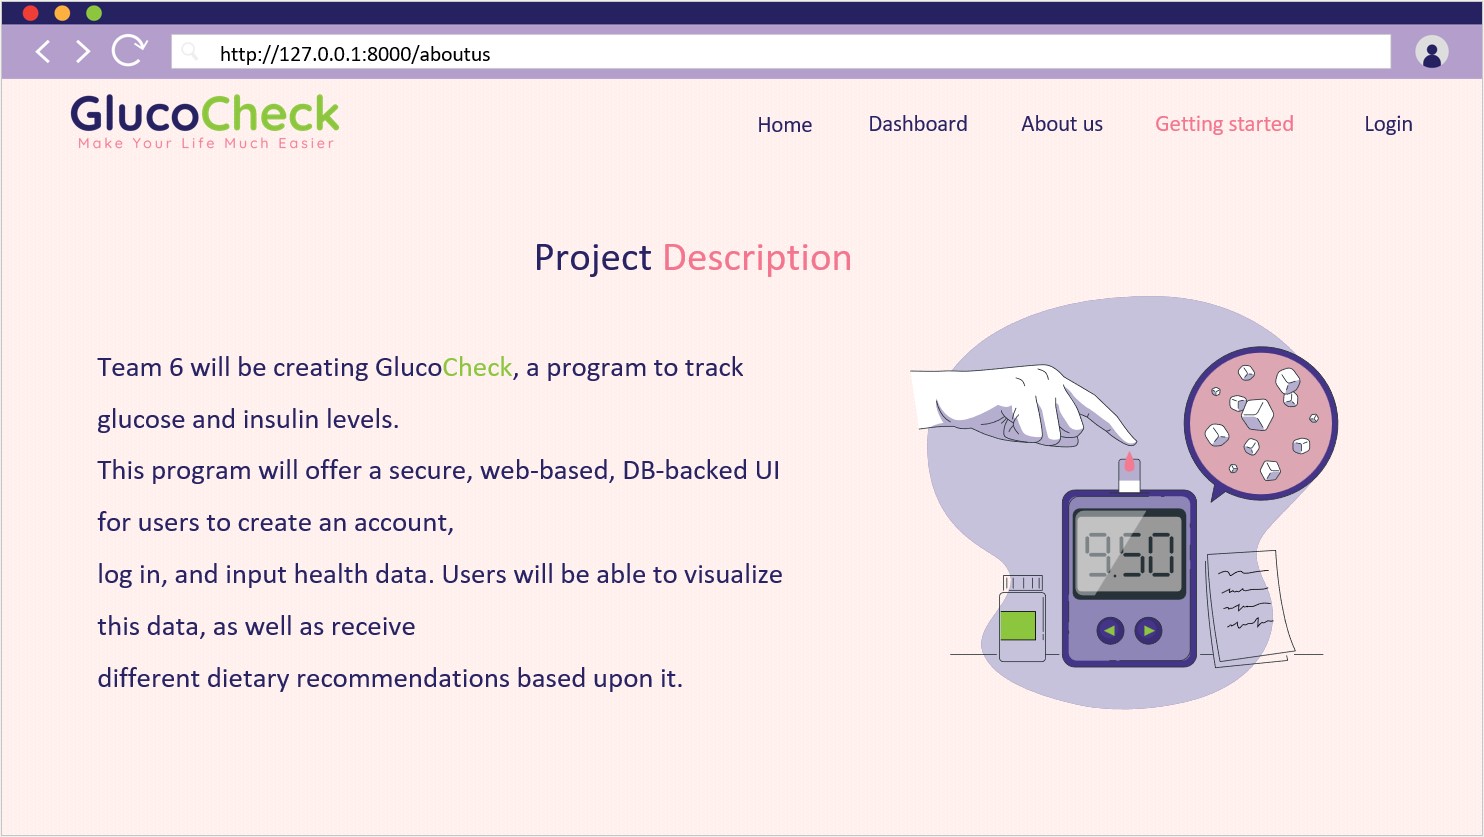 http://127.0.0.1:8000/aboutus
GlucoCheck
Make Your Life Much Easier
Home Dashboard About us Getting started Login
Project Description
Team 6 will be creating GlucoCheck, a program to track
glucose and insulin levels.
This program will offer a secure, web-based, DB-backed UI
for users to create an account,
log in, and input health data. Users will be able to visualize
this data, as well as receive
different dietary recommendations based upon it.
9.50